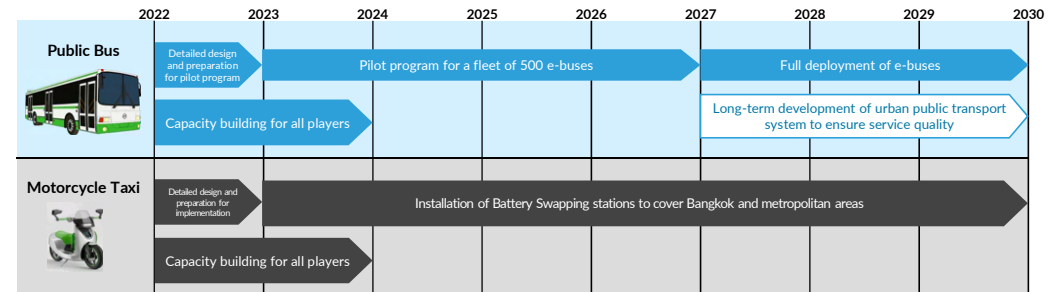 2022 2023 2024 2025 2026 2027 2028 2029 2030
Public Bus
Detailed design
and preparation
for pilot program
Pilot program for a fleet of 500 e-buses
Full deployment of e-buses
Capacity building for all players
Long-term development of urban public transport
system to ensure service quality
Motorcycle Taxi
Detailed design and
preparation for
implementation
Installation of Battery Swapping stations to cover Bangkok and metropolitan areas
Capacity building for all players